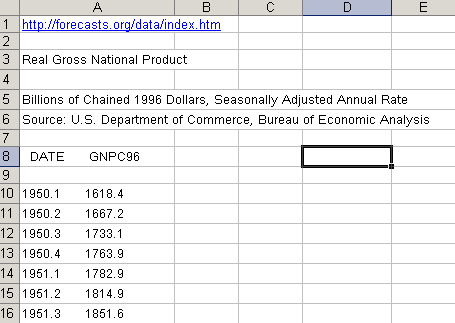 A B C D E
1 http://forecasts.org/data/index.htm
2
3 Real Gross National Product
4
5 Billions of Chained 1996 Dollars, Seasonally Adjusted Annual Rate
6 Source: U.S. Department of Commerce, Bureau of Economic Analysis
7
8 DATE GNPC96
9
10 1950.1 1618.4
11 1950.2 1667.2
12 1950.3 1733.1
13 1950.4 1763.9
14 1951.1 1782.9
15 1951.2 1814.9
16 1951.3 1851.6